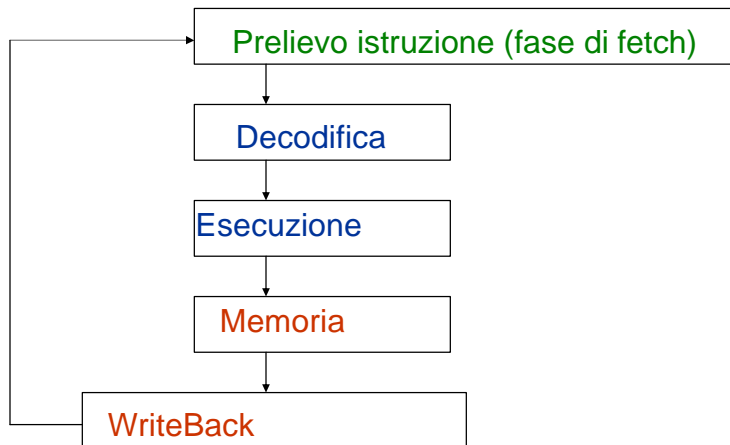 Prelievo istruzione (fase di fetch)
Decodifica
Esecuzione
Memoria
WriteBack